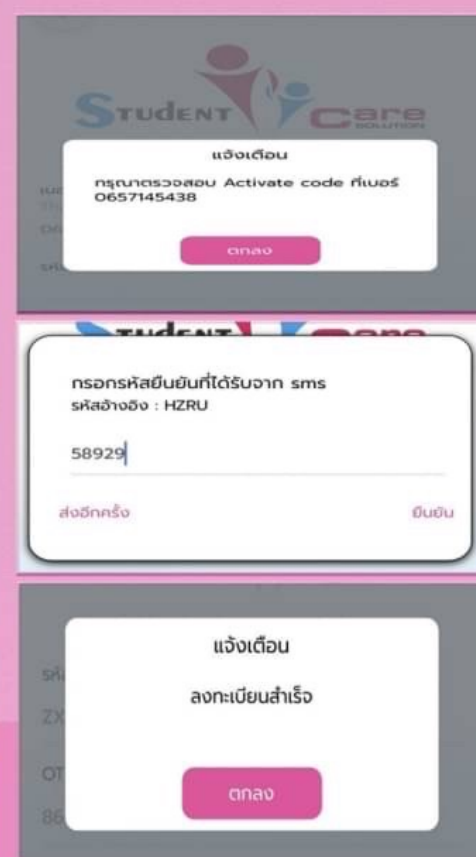 STUDENT Care
SOLUTION
แจ้งเตือน
กรุณาตรวจสอบ Activate code ที่เบอร์
0657145438
ตกลง
STUDENT Care
กรอกรหัสยืนยันที่ได้รับจาก sms
รหัสอ้างอิง : HZRU
58929
ส่งอีกครั้ง ยืนยัน
แจ้งเตือน
ลงทะเบียนสำเร็จ
ZX
OT
86
ตกลง